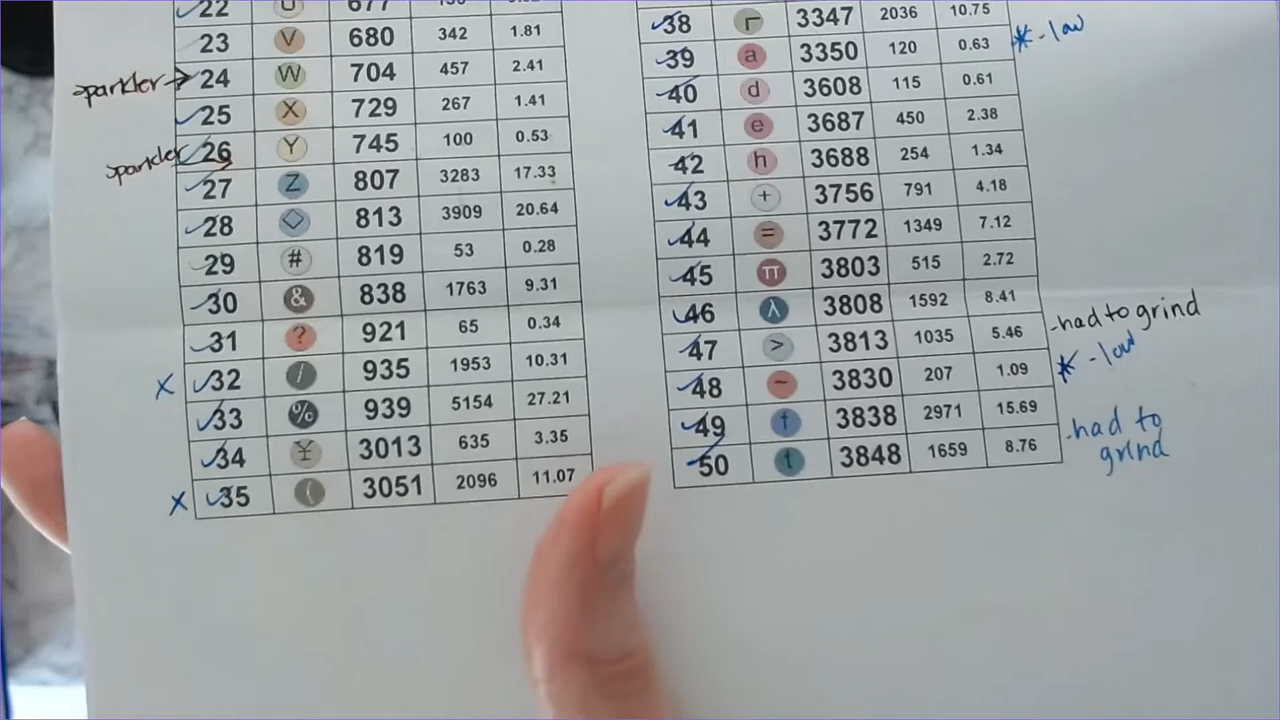 22 U 677
23 V 680 342 1.81
sparkler → 24 W 704 457 2.41
25 X 729 267 1.41
sparkler 26 Y 745 100 0.53
27 Z 807 3283 17.33
28 ◇ 813 3909 20.64
29 # 819 53 0.28
30 & 838 1763 9.31
31 ? 921 65 0.34
x 32 / 935 1953 10.31
33 % 939 5154 27.21
34 ¥ 3013 635 3.35
x 35 ( 3051 2096 11.07
38 3347 2036 10.75
39 a 3350 120 0.63 * - low
40 d 3608 115 0.61
41 e 3687 450 2.38
42 h 3688 254 1.34
43 + 3756 791 4.18
44 = 3772 1349 7.12
45 π 3803 515 2.72
46 λ 3808 1592 8.41
47 > 3813 1035 5.46 - had to grind
48 ~ 3830 207 1.09 * - low
49 f 3838 2971 15.69
50 t 3848 1659 8.76 - had to
grind